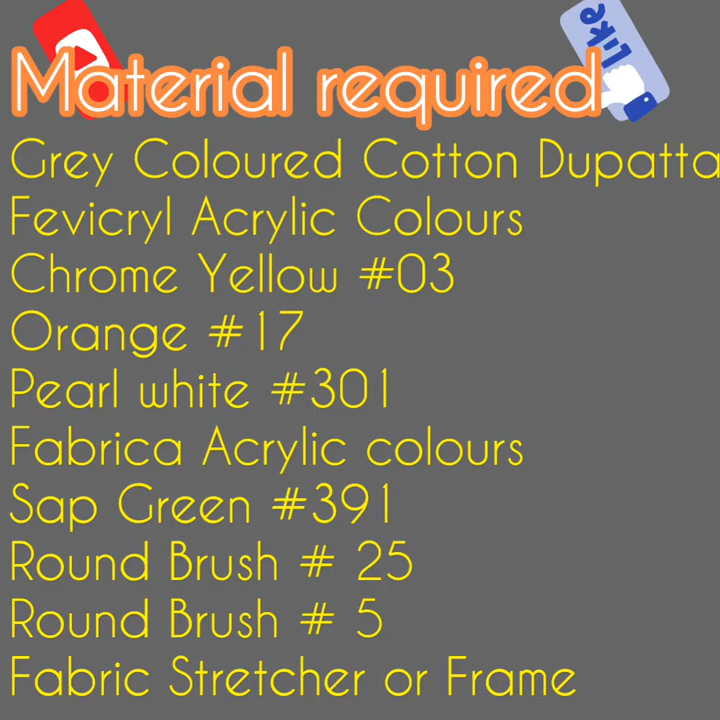 Like
Material required
Grey Coloured Cotton Dupatta
Fevicryl Acrylic Colours
Chrome Yellow #03
Orange #17
Pearl white #301
Fabrica Acrylic colours
Sap Green #391
Round Brush # 25
Round Brush # 5
Fabric Stretcher or Frame